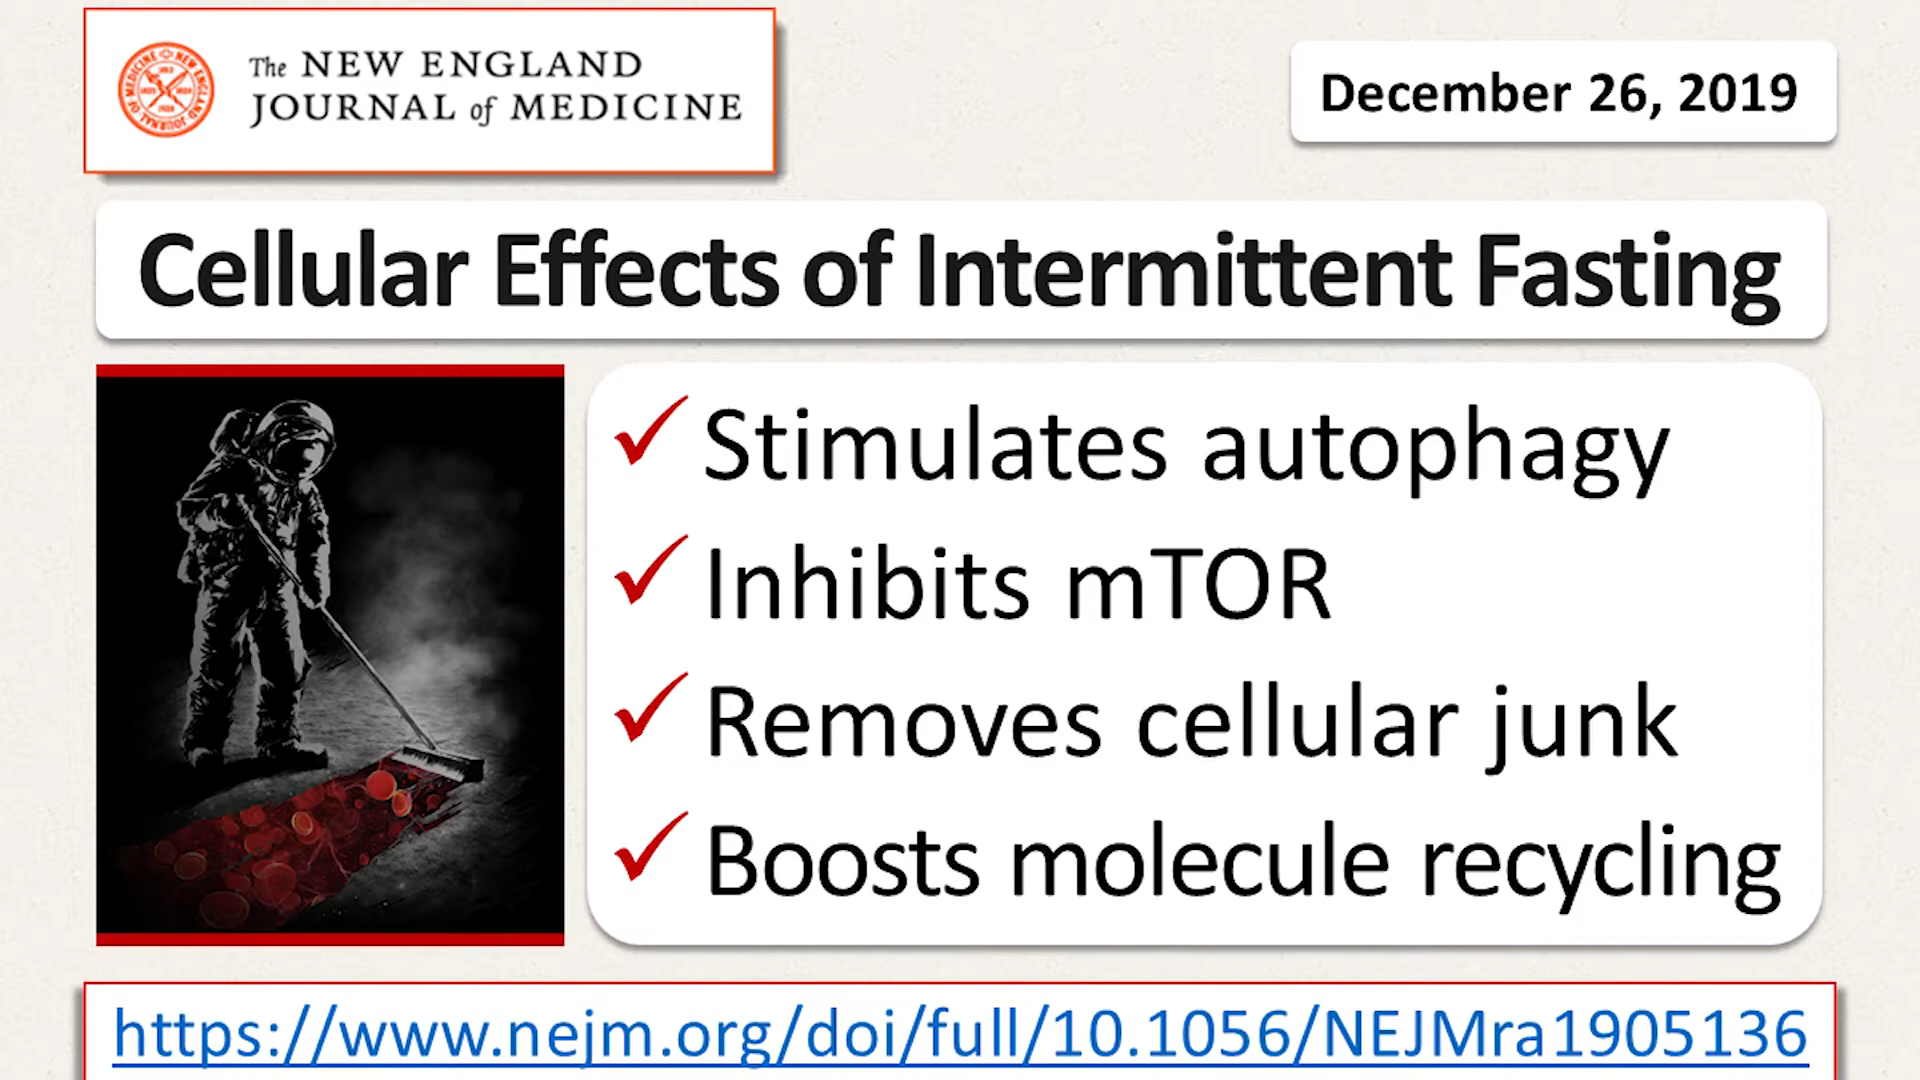 The NEW ENGLAND
JOURNAL of MEDICINE
December 26, 2019
Cellular Effects of Intermittent Fasting
Stimulates autophagy
Inhibits mTOR
Removes cellular junk
Boosts molecule recycling
https://www.nejm.org/doi/full/10.1056/NEJMra1905136